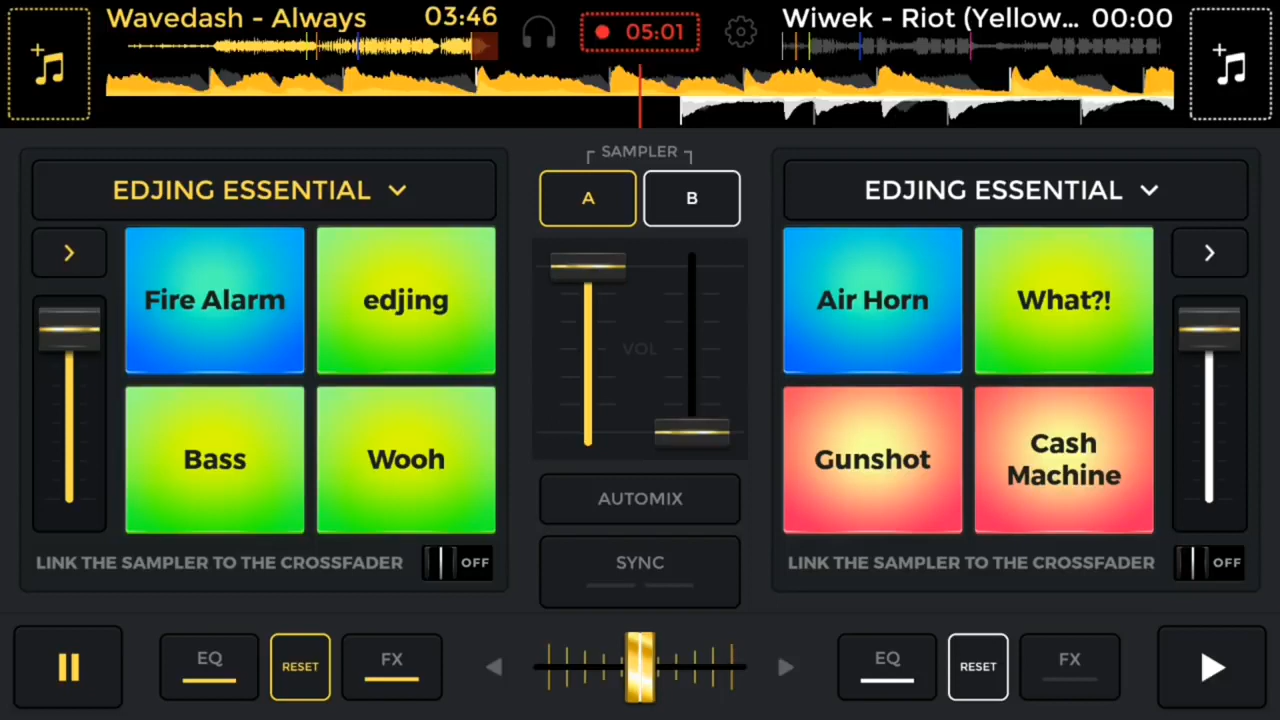 Wavedash - Always 03:46
05:01
Wiwek - Riot (Yellow... 00:00
SAMPLER
A B
EDJING ESSENTIAL
Fire Alarm edjing
Bass Wooh
LINK THE SAMPLER TO THE CROSSFADER OFF
VOL
AUTOMIX
SYNC
EDJING ESSENTIAL
Air Horn What?!
Gunshot Cash
Machine
LINK THE SAMPLER TO THE CROSSFADER OFF
EQ RESET FX
EQ RESET FX